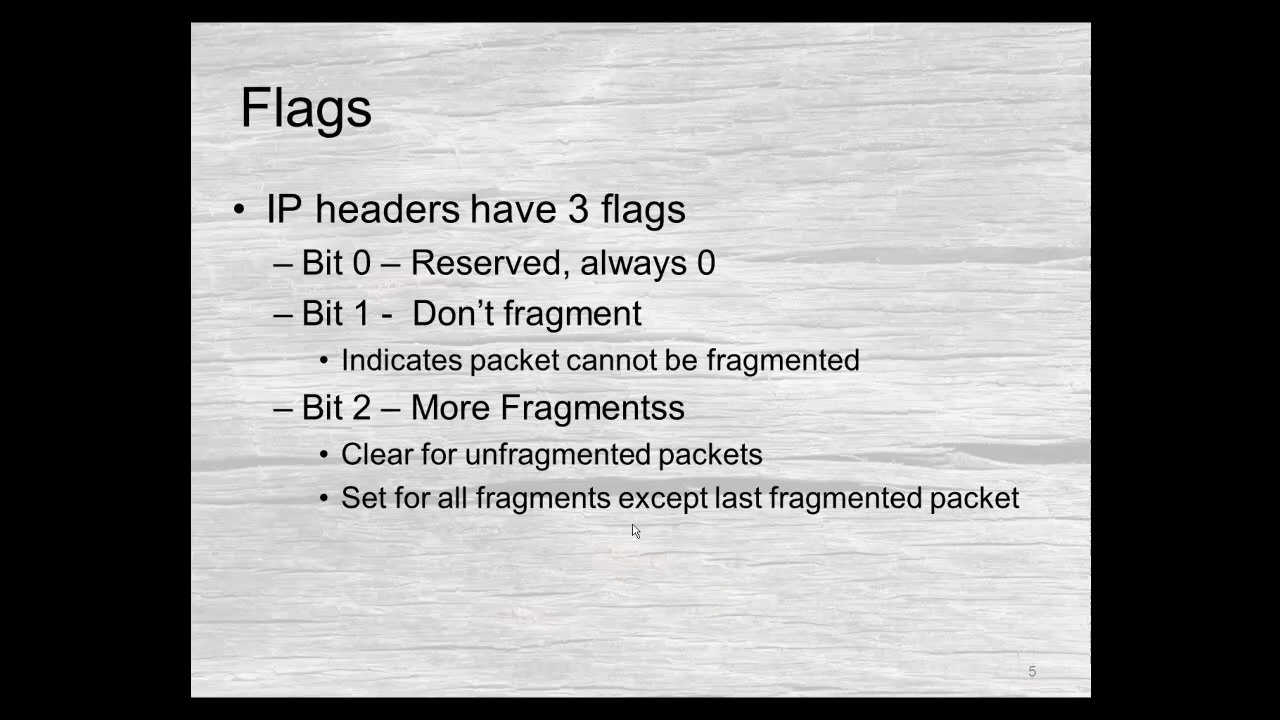 Flags
• IP headers have 3 flags
– Bit 0 – Reserved, always 0
– Bit 1 -  Don’t fragment
• Indicates packet cannot be fragmented
– Bit 2 – More Fragmentss
• Clear for unfragmented packets
• Set for all fragments except last fragmented packet
5